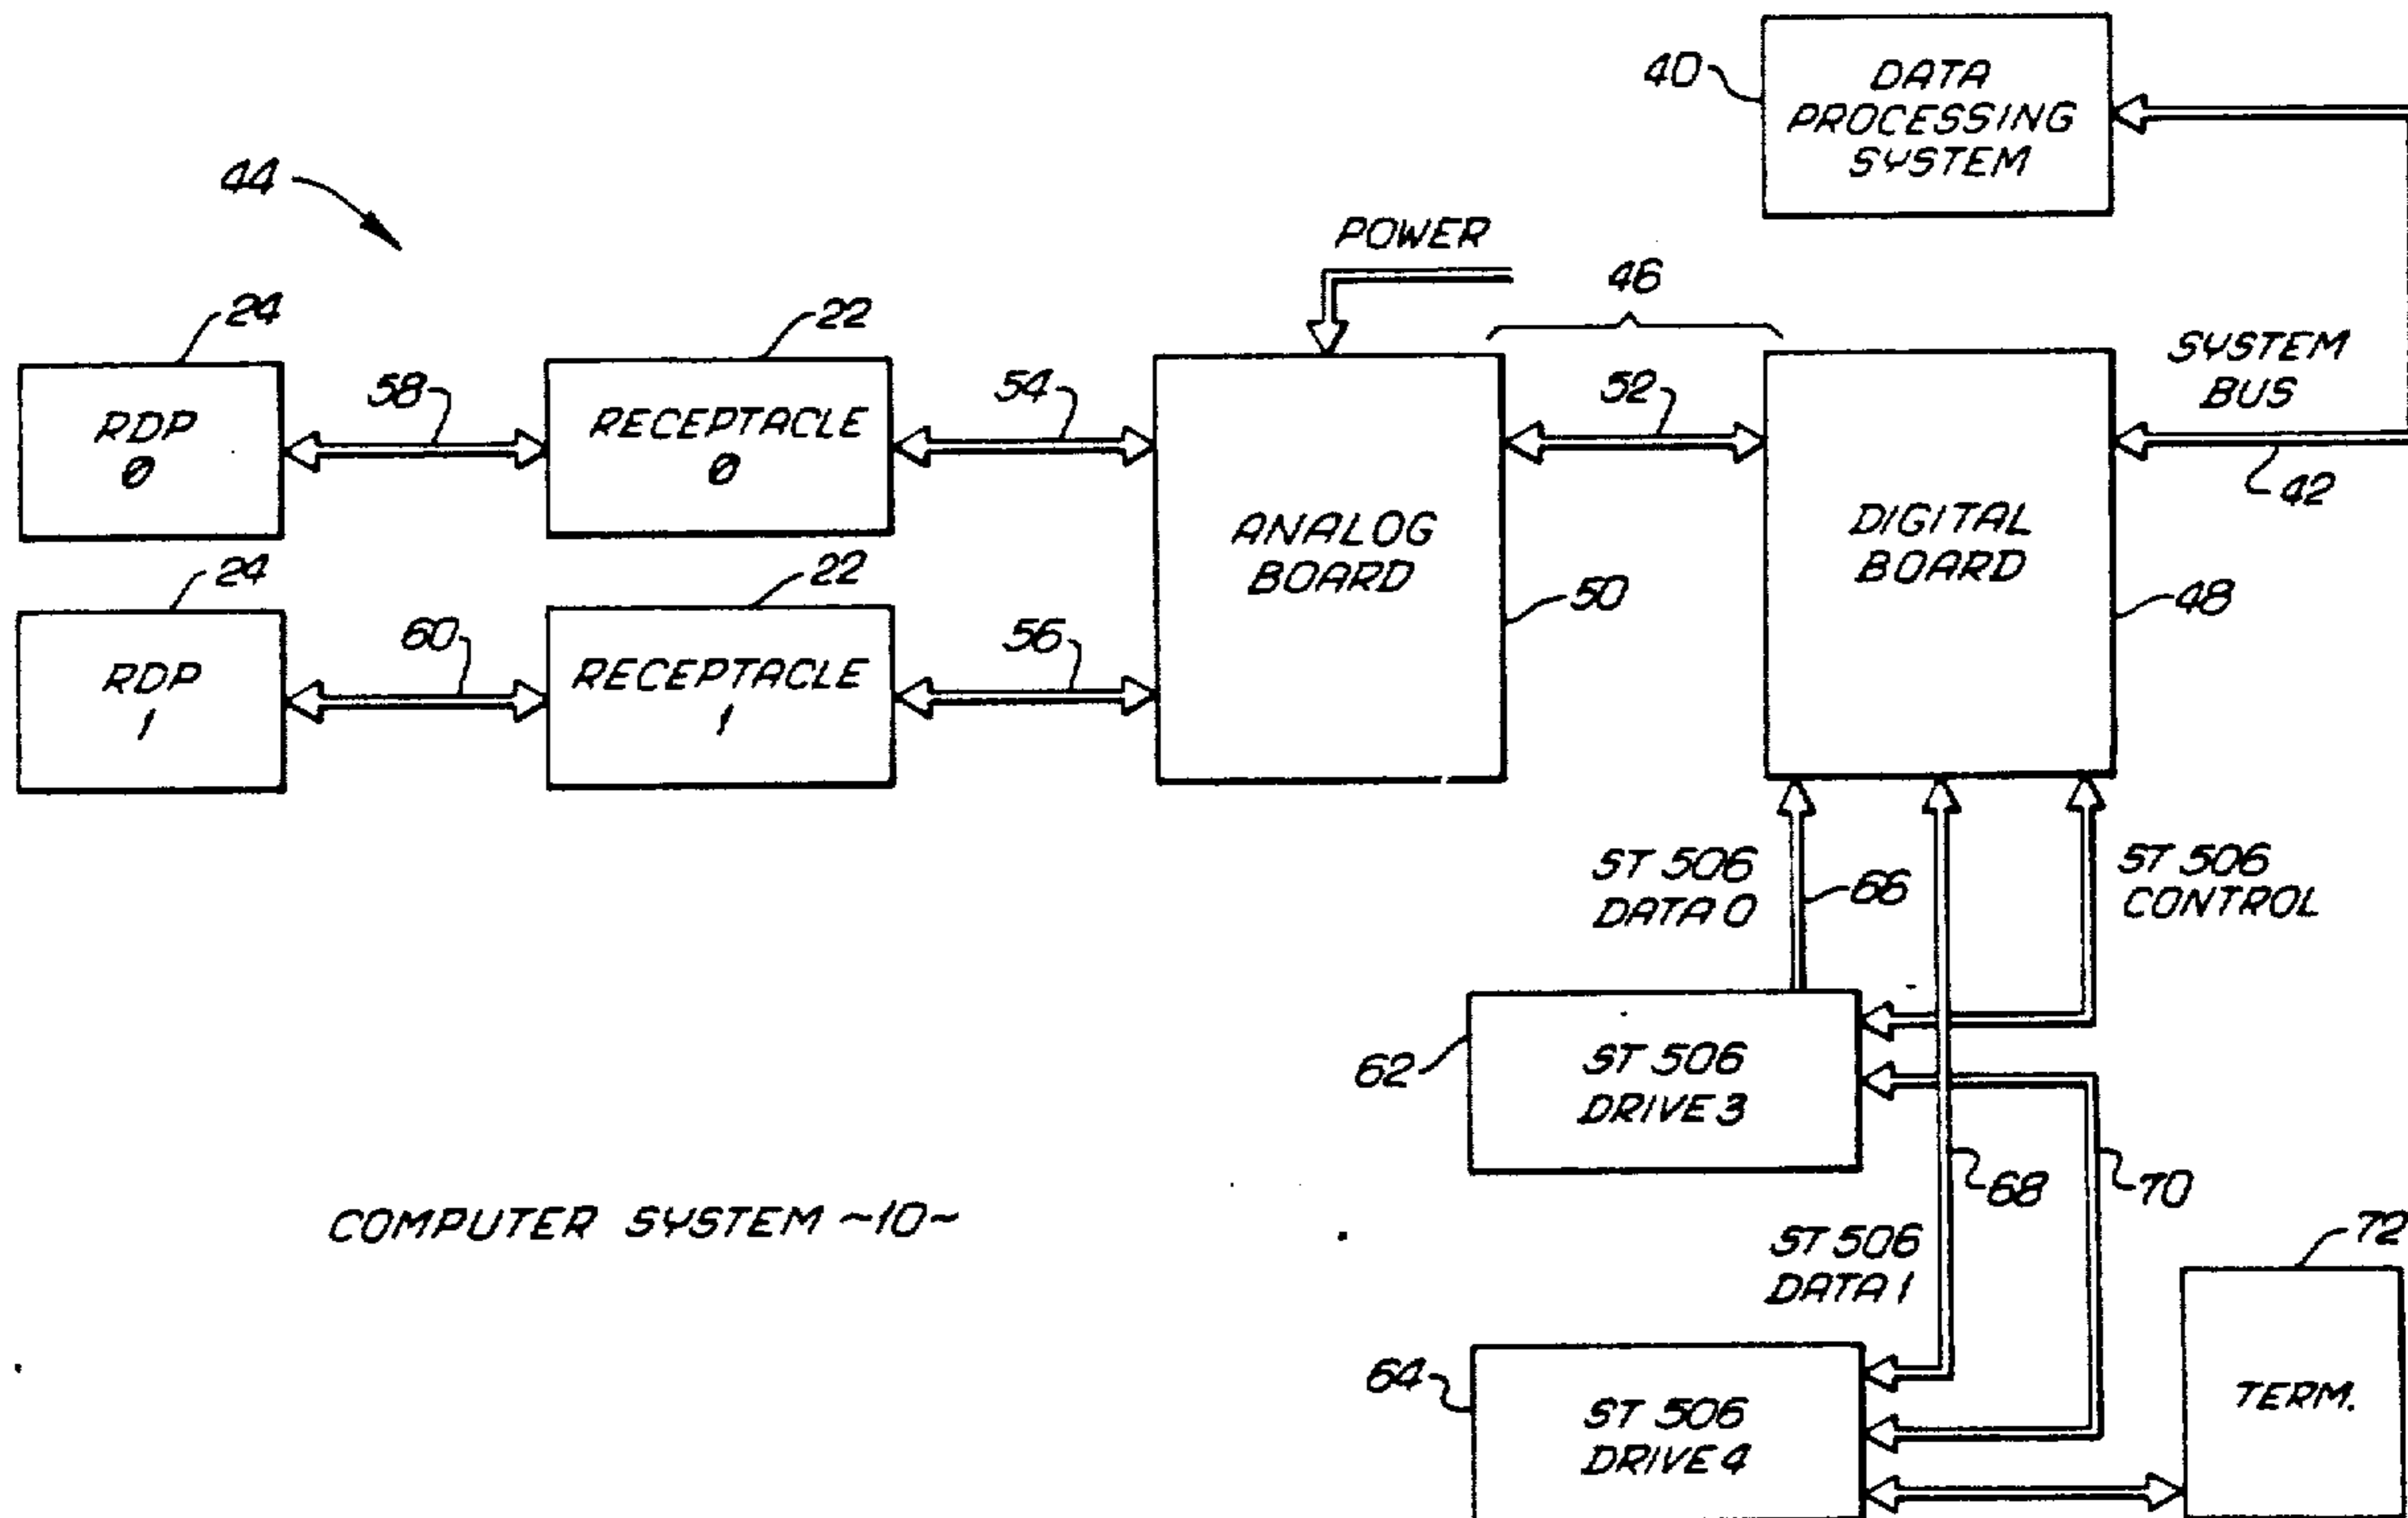 40
DATA
PROCESSING
SYSTEM
44
POWER
46
24
22
SYSTEM
BUS
58
54
52
RDP
0
RECEPTACLE
0
42
ANALOG
BOARD
DIGITAL
BOARD
24
22
50
48
60
56
RDP
1
RECEPTACLE
1
ST 506
DATA 0
66
ST 506
CONTROL
62
ST 506
DRIVE 3
68
70
COMPUTER SYSTEM ~10~
ST 506
DATA 1
72
64
ST 506
DRIVE 4
TERM.